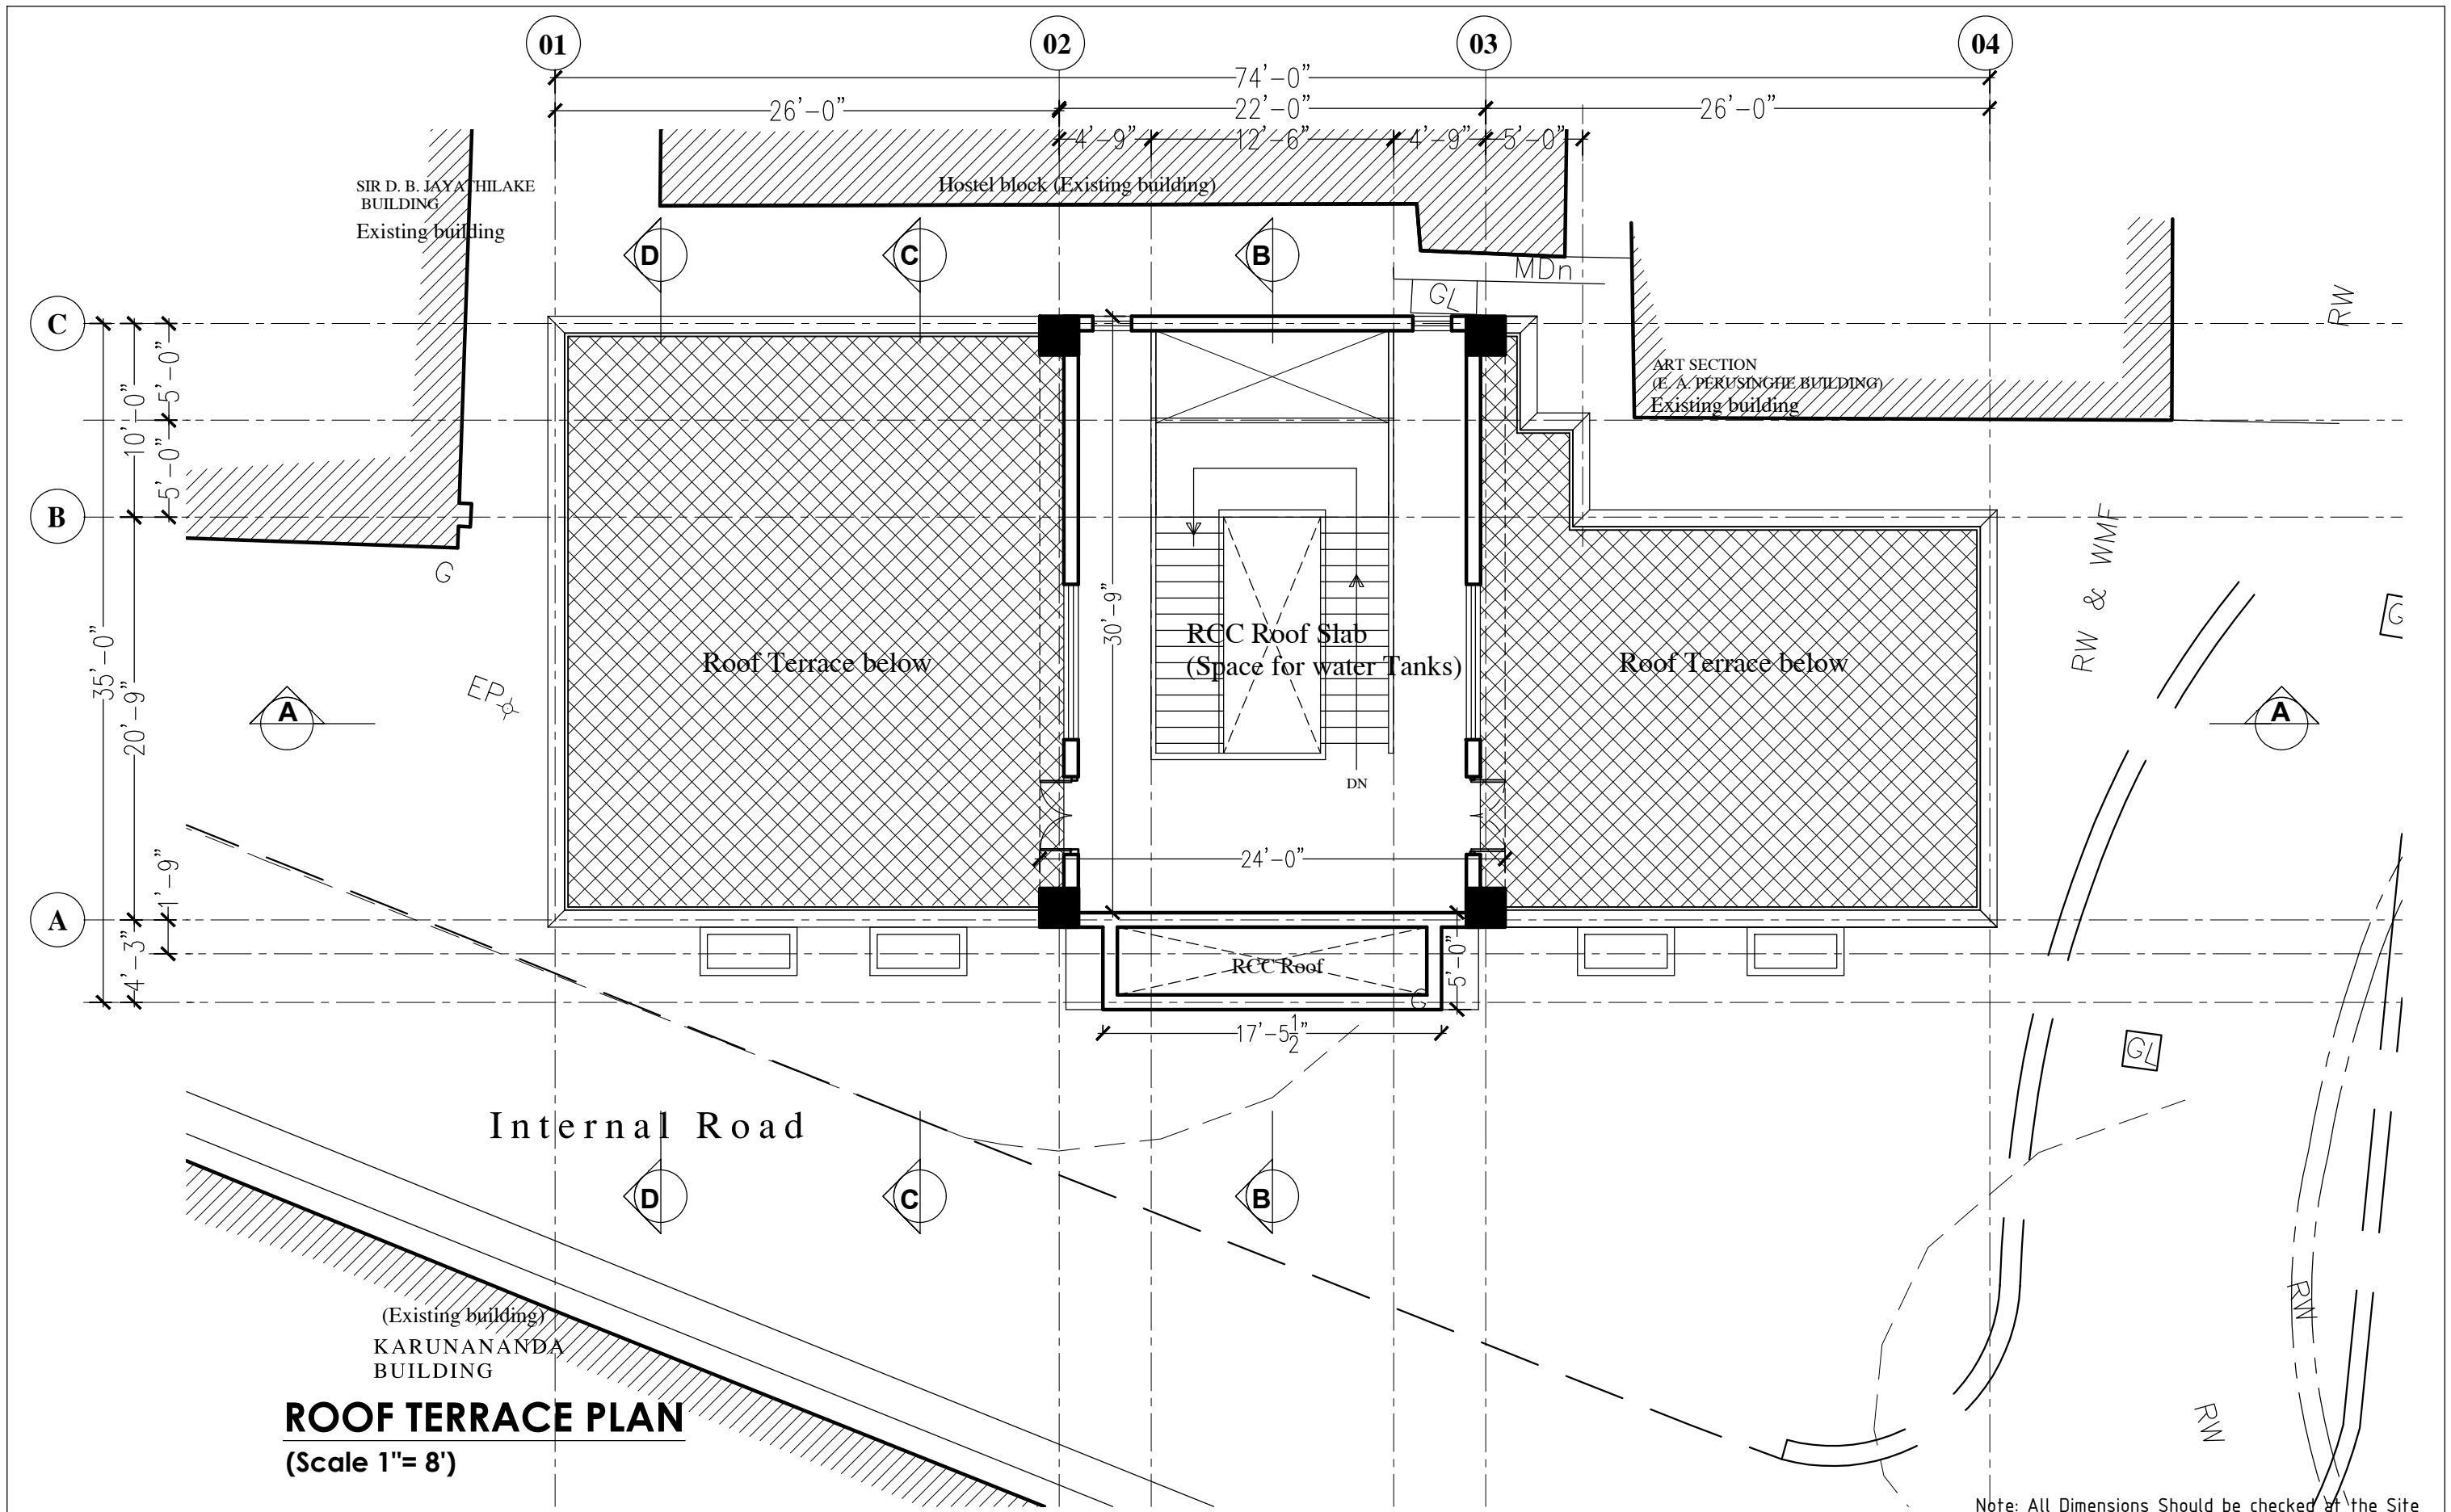 01
02
03
04
74'-0"
26'-0"
22'-0"
26'-0"
4'-9"
12'-6"
4'-9"
5'-0"
SIR D. B. JAYATHILAKE
BUILDING
Existing building
Hostel block (Existing building)
D
C
B
MDn
GL
RW
C
ART SECTION
(E. A. PERUSINGHE BUILDING)
Existing building
5'-0"
10'-0"
5'-0"
B
G
RW & WMF
G
30'-9"
RCC Roof Slab
(Space for water Tanks)
Roof Terrace below
Roof Terrace below
35'-0"
20'-9"
EP
A
A
DN
24'-0"
1'-9"
A
4'-3"
RCC Roof
5'-0"
G
17'-5 1/2"
GL
Internal Road
D
C
B
RW
(Existing building)
KARUNANANDA
BUILDING
ROOF TERRACE PLAN
(Scale 1"= 8')
RW
Note: All Dimensions Should be checked at the Site